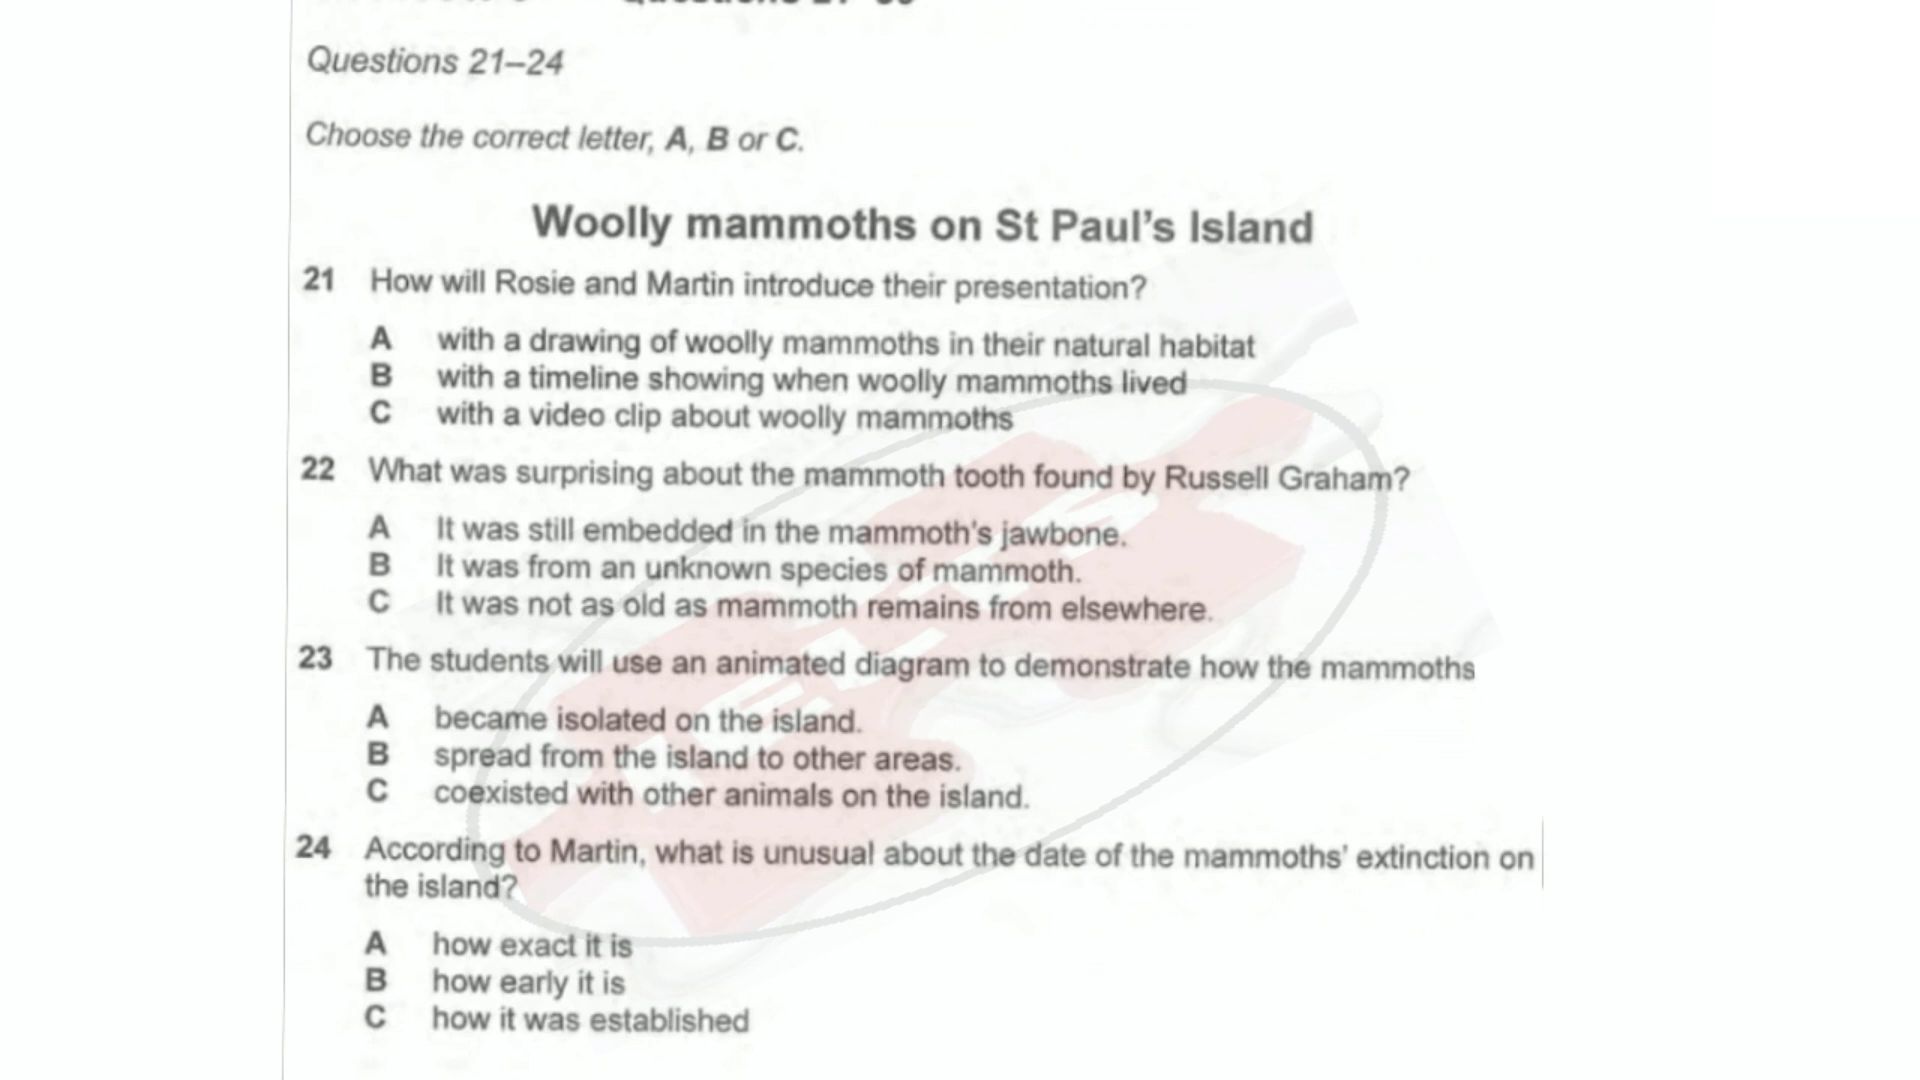 Questions 21–24
Choose the correct letter, A, B or C.
Woolly mammoths on St Paul's Island
21 How will Rosie and Martin introduce their presentation?
A with a drawing of woolly mammoths in their natural habitat
B with a timeline showing when woolly mammoths lived
C with a video clip about woolly mammoths
22 What was surprising about the mammoth tooth found by Russell Graham?
A It was still embedded in the mammoth's jawbone.
B It was from an unknown species of mammoth.
C It was not as old as mammoth remains from elsewhere.
23 The students will use an animated diagram to demonstrate how the mammoths
A became isolated on the island.
B spread from the island to other areas.
C coexisted with other animals on the island.
24 According to Martin, what is unusual about the date of the mammoths' extinction on
the island?
A how exact it is
B how early it is
C how it was established